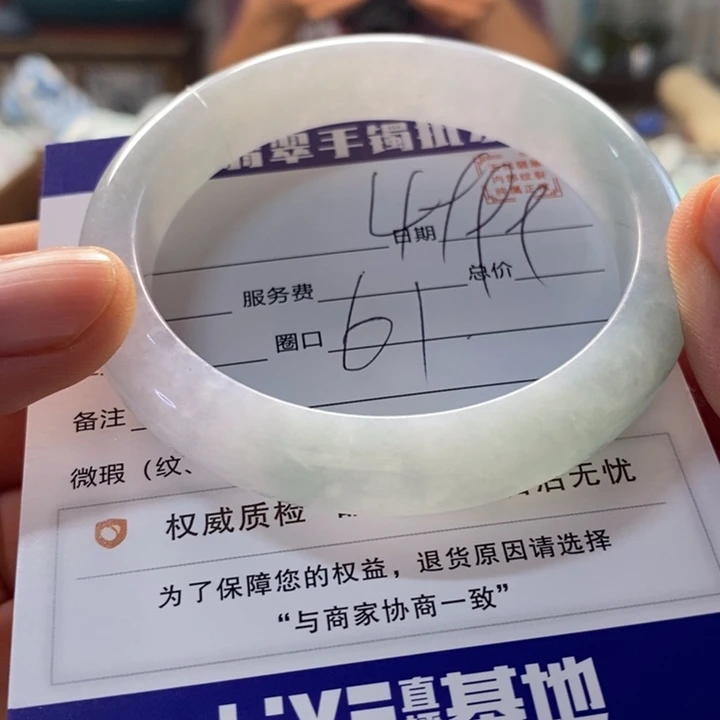 翡翠手镯批发
4999
日期
服务费
总价
圈口 61
备注
微瑕（纹、
权威质检
后无忧
为了保障您的权益，退货原因请选择
“与商家协商一致”
基地